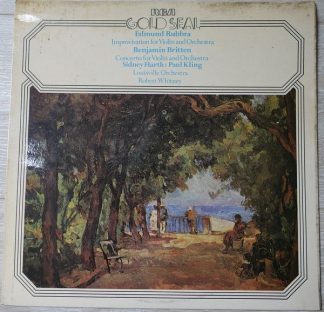 RCA
GOLD SEAL
Edmund Rubbra
Improvisation for Violin and Orchestra
Benjamin Britten
Concerto for Violin and Orchestra
Sidney Harth: Paul Kling
Louisville Orchestra
Robert Whitney